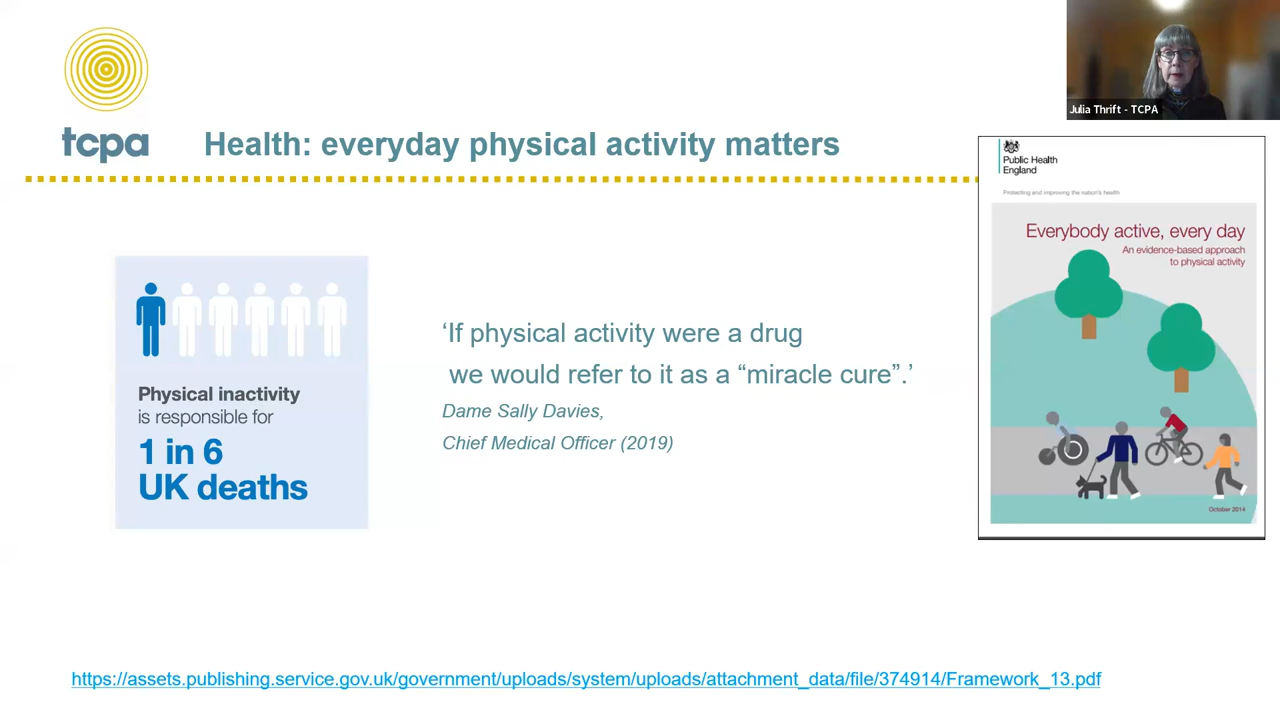 tcpa
Health: everyday physical activity matters
Julia Thrift - TCPA
Public Health
England
Protecting and improving the nation's health
Everybody active, every day
An evidence-based approach
to physical activity
October 2014
Physical inactivity
is responsible for
1 in 6
UK deaths
‘If physical activity were a drug
we would refer to it as a “miracle cure”.’
Dame Sally Davies,
Chief Medical Officer (2019)
https://assets.publishing.service.gov.uk/government/uploads/system/uploads/attachment_data/file/374914/Framework_13.pdf